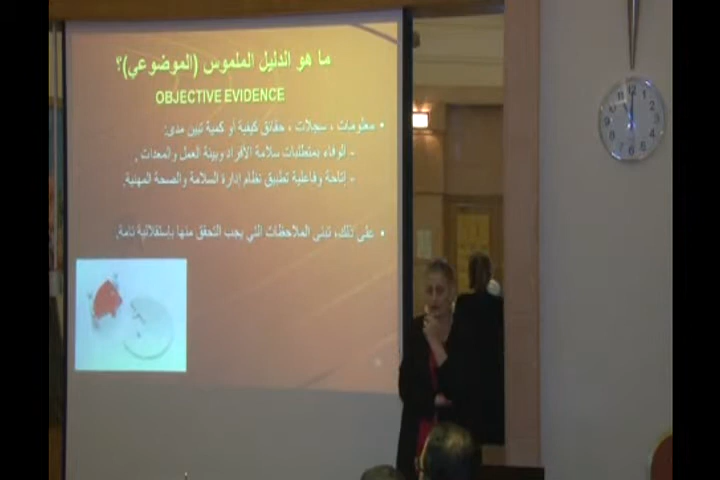 ما هو الدليل الملموس (الموضوعي)؟
OBJECTIVE EVIDENCE
• معلومات ، سجلات ، حقائق كيفية أو كمية تبين مدى:
- الوفاء بمتطلبات سلامة الأفراد وبيئة العمل والمعدات .
- إتاحة وفاعلية تطبيق نظام إدارة السلامة والصحة المهنية.
• على ذلك، تبنى الملاحظات التي يجب التحقق منها بإستقلالية تامة.